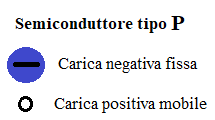 Semiconduttore tipo P
Carica negativa fissa
Carica positiva mobile